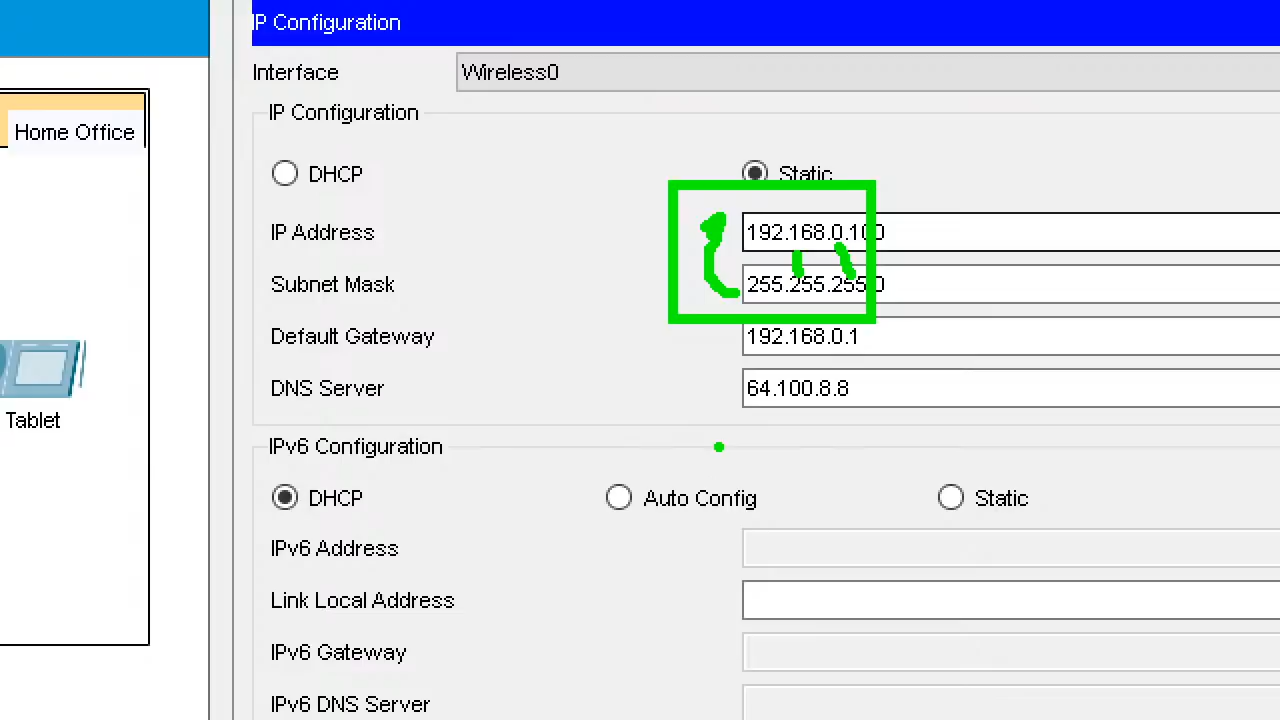 IP Configuration
Interface
Wireless0
IP Configuration
Home Office
DHCP
Static
IP Address
192.168.0.100
Subnet Mask
255.255.255.0
Default Gateway
192.168.0.1
DNS Server
64.100.8.8
Tablet
IPv6 Configuration
DHCP
Auto Config
Static
IPv6 Address
Link Local Address
IPv6 Gateway
IPv6 DNS Server